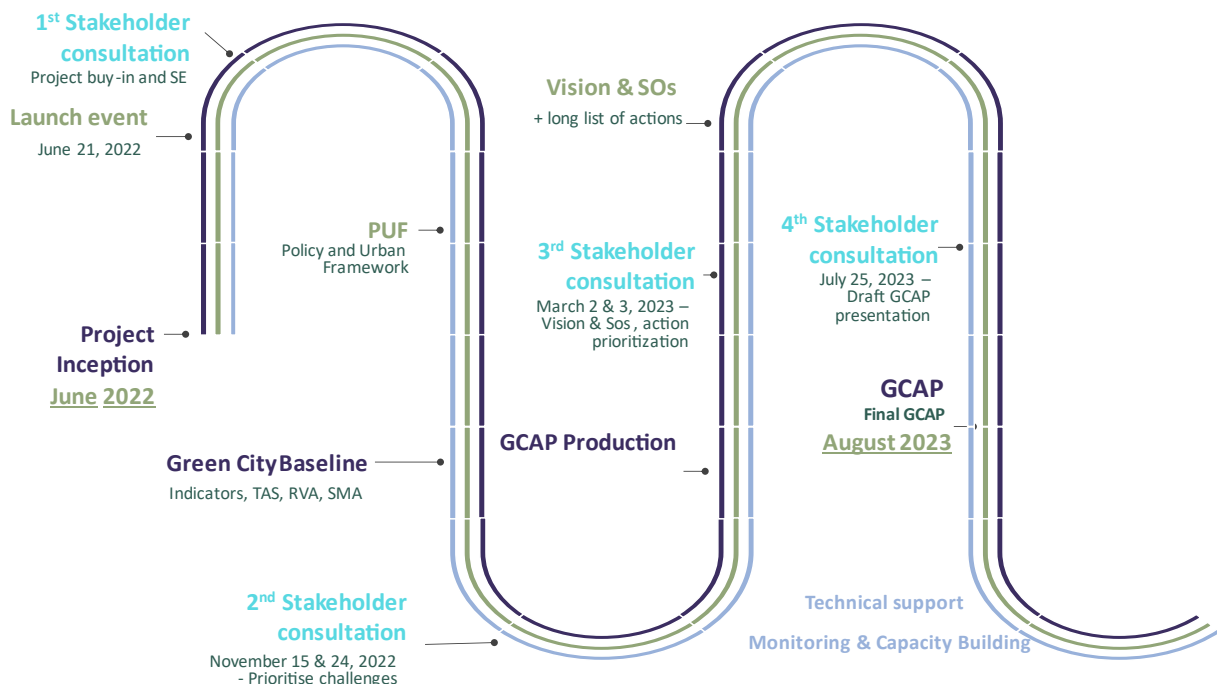 1st Stakeholder
consultation
Project buy-in and SE
Launch event
June 21, 2022
Project
Inception
June 2022
PUF
Policy and Urban
Framework
Green City Baseline
Indicators, TAS, RVA, SMA
2nd Stakeholder
consultation
November 15 & 24, 2022
- Prioritise challenges
Vision & SOs
+ long list of actions
3rd Stakeholder
consultation
March 2 & 3, 2023 –
Vision & Sos, action
prioritization
GCAP Production
4th Stakeholder
consultation
July 25, 2023 –
Draft GCAP
presentation
GCAP
Final GCAP
August 2023
Technical support
Monitoring & Capacity Building